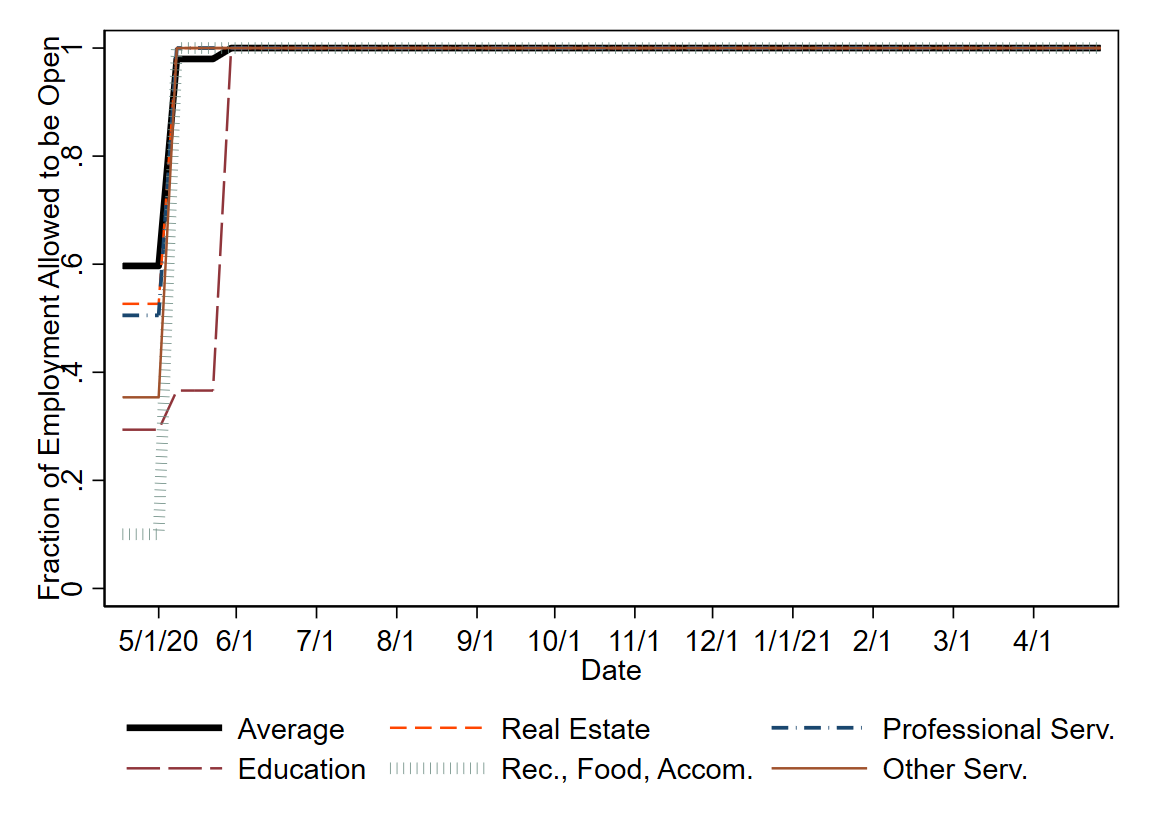 Fraction of Employment Allowed to be Open
1
.8
.6
.4
.2
0
5/1/20 6/1 7/1 8/1 9/1 10/1 11/1 12/1 1/1/21 2/1 3/1 4/1
Date
Average Real Estate Professional Serv.
Education Rec., Food, Accom. Other Serv.